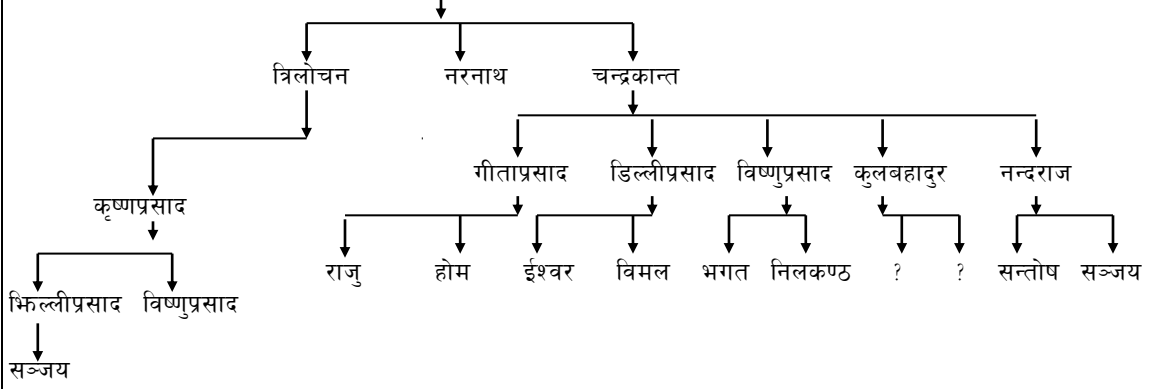 त्रिलोचन नरनाथ चन्द्रकान्त
गीताप्रसाद डिल्लीप्रसाद विष्णुप्रसाद कुलबहादुर नन्दराज
कृष्णप्रसाद
राजु होम ईश्वर विमल भगत निलकण्ठ ? ? सन्तोष सञ्जय
झिल्लीप्रसाद विष्णुप्रसाद
सञ्जय